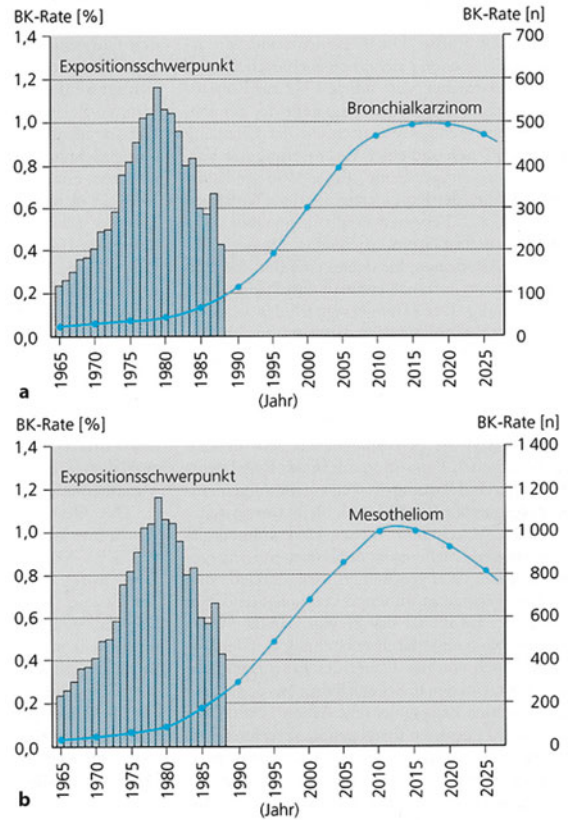 BK-Rate [%] BK-Rate [n]
1,4 700
1,2 600
Expositionsschwerpunkt
Bronchialkarzinom
1,0 500
0,8 400
0,6 300
0,4 200
0,2 100
0,0 0
1965 1970 1975 1980 1985 1990 1995 2000 2005 2010 2015 2020 2025
(Jahr)
a
BK-Rate [%] BK-Rate [n]
1,4 1 400
1,2 1 200
Expositionsschwerpunkt
Mesotheliom
1,0 1 000
0,8 800
0,6 600
0,4 400
0,2 200
0,0 0
1965 1970 1975 1980 1985 1990 1995 2000 2005 2010 2015 2020 2025
(Jahr)
b